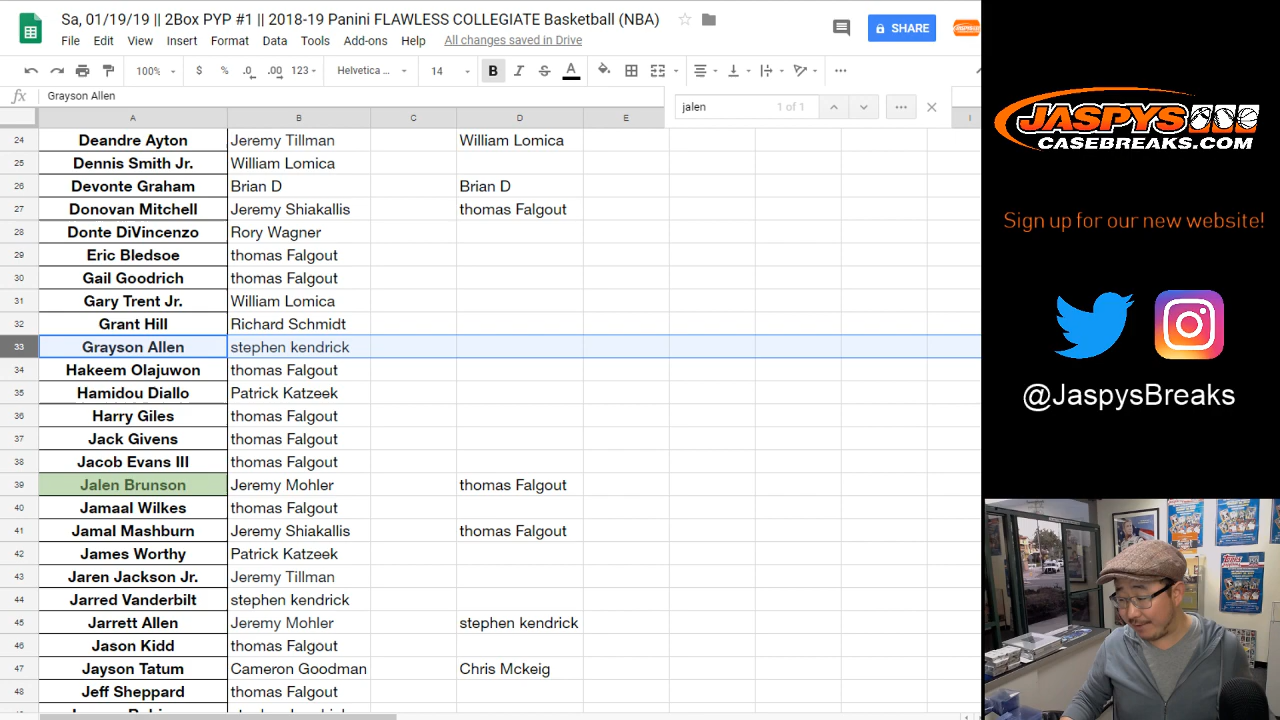 Sa, 01/19/19 || 2Box PYP #1 || 2018-19 Panini FLAWLESS COLLEGIATE Basketball (NBA)
File Edit View Insert Format Data Tools Add-ons Help All changes saved in Drive
SHARE
100% $ % .0 .00 123 Helvetica ... 14 B I S A
fx Grayson Allen
jalen 1 of 1
A B C D E I
24 Deandre Ayton Jeremy Tillman William Lomica
25 Dennis Smith Jr. William Lomica
26 Devonte Graham Brian D Brian D
27 Donovan Mitchell Jeremy Shiakallis thomas Falgout
28 Donte DiVincenzo Rory Wagner
29 Eric Bledsoe thomas Falgout
30 Gail Goodrich thomas Falgout
31 Gary Trent Jr. William Lomica
32 Grant Hill Richard Schmidt
33 Grayson Allen stephen kendrick
34 Hakeem Olajuwon thomas Falgout
35 Hamidou Diallo Patrick Katzeek
36 Harry Giles thomas Falgout
37 Jack Givens thomas Falgout
38 Jacob Evans III thomas Falgout
39 Jalen Brunson Jeremy Mohler thomas Falgout
40 Jamaal Wilkes thomas Falgout
41 Jamal Mashburn Jeremy Shiakallis thomas Falgout
42 James Worthy Patrick Katzeek
43 Jaren Jackson Jr. Jeremy Tillman
44 Jarred Vanderbilt stephen kendrick
45 Jarrett Allen Jeremy Mohler stephen kendrick
46 Jason Kidd thomas Falgout
47 Jayson Tatum Cameron Goodman Chris Mckeig
48 Jeff Sheppard thomas Falgout
JASPYS
CASEBREAKS.COM
Sign up for our new website!
@JaspysBreaks